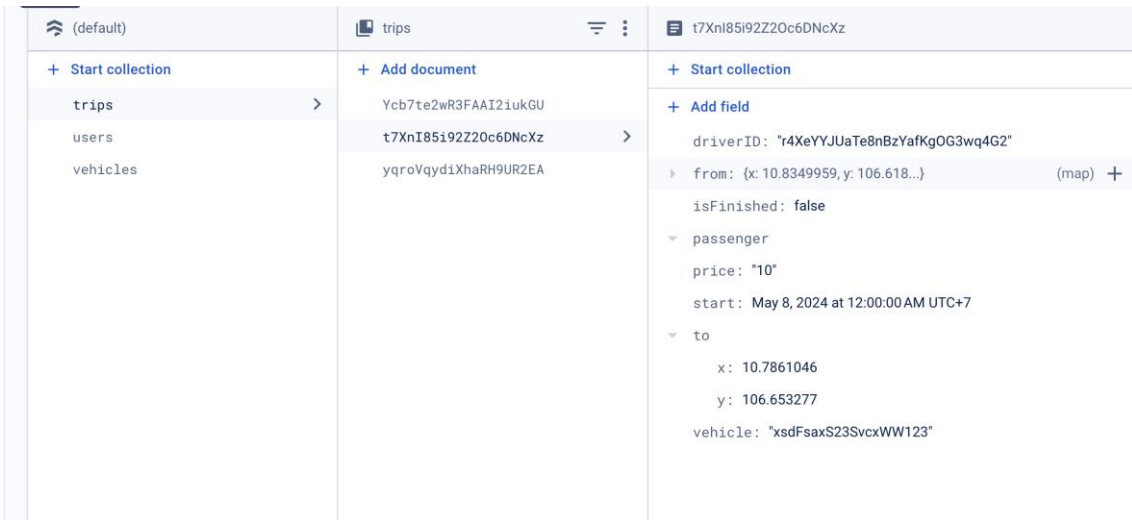 (default)
+ Start collection
trips
users
vehicles
trips
+ Add document
Ycb7te2wR3FAAI2iukGU
t7XnI85i92Z2Oc6DNcXz
yqroVqydiXhaRH9UR2EA
t7XnI85i92Z2Oc6DNcXz
+ Start collection
+ Add field
driverID: "r4XeYYJUaTe8nBzYafKgOG3wq4G2"
from: {x: 10.8349959, y: 106.618...} (map) +
isFinished: false
passenger
price: "10"
start: May 8, 2024 at 12:00:00 AM UTC+7
to
x: 10.7861046
y: 106.653277
vehicle: "xsdFsaxS23SvcxWW123"